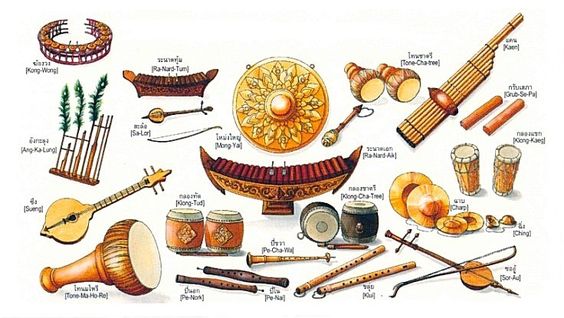 ฆ้องวง
[Kong-Wong]
ระนาดทุ้ม
[Ra-Nard-Tum]
โทนชาตรี
[Tone-Cha-tree]
แคน
[Kaen]
กรับเสภา
[Grub-Se-Pa]
สะล้อ
[Sa-Lor]
โหม่งใหญ่
[Mong-Yai]
ระนาดเอก
[Ra-Nard-Aik]
กลองแขก
[Klong-Kaeg]
อังกะลุง
[Ang-Ka-Lung]
ซึง
[Sueng]
กลองทัด
[Klong-Tud]
กลองชาตรี
[Klong-Cha-Tree]
ฉาบ
[Charp]
ฉิ่ง
[Ching]
ปี่ชวา
[Pe-Cha-Wa]
ซออู้
[Sor-Au]
โทนมโหรี
[Tone-Ma-Ho-Re]
ปี่นอก
[Pe-Nork]
ปี่ใน
[Pe-Nai]
ขลุ่ย
[Klui]